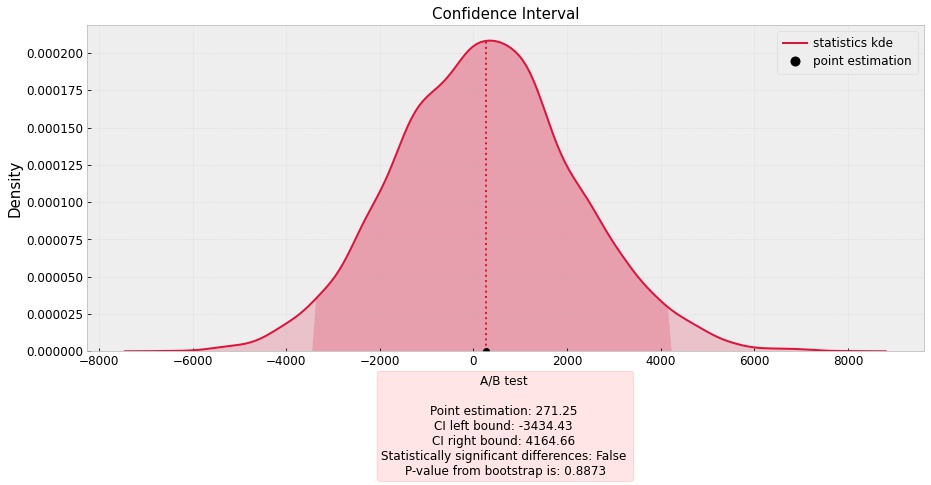 Confidence Interval
statistics kde
point estimation
Density
0.000200
0.000175
0.000150
0.000125
0.000100
0.000075
0.000050
0.000025
0.000000
−8000 −6000 −4000 −2000 0 2000 4000 6000 8000
A/B test
Point estimation: 271.25
CI left bound: -3434.43
CI right bound: 4164.66
Statistically significant differences: False
P-value from bootstrap is: 0.8873